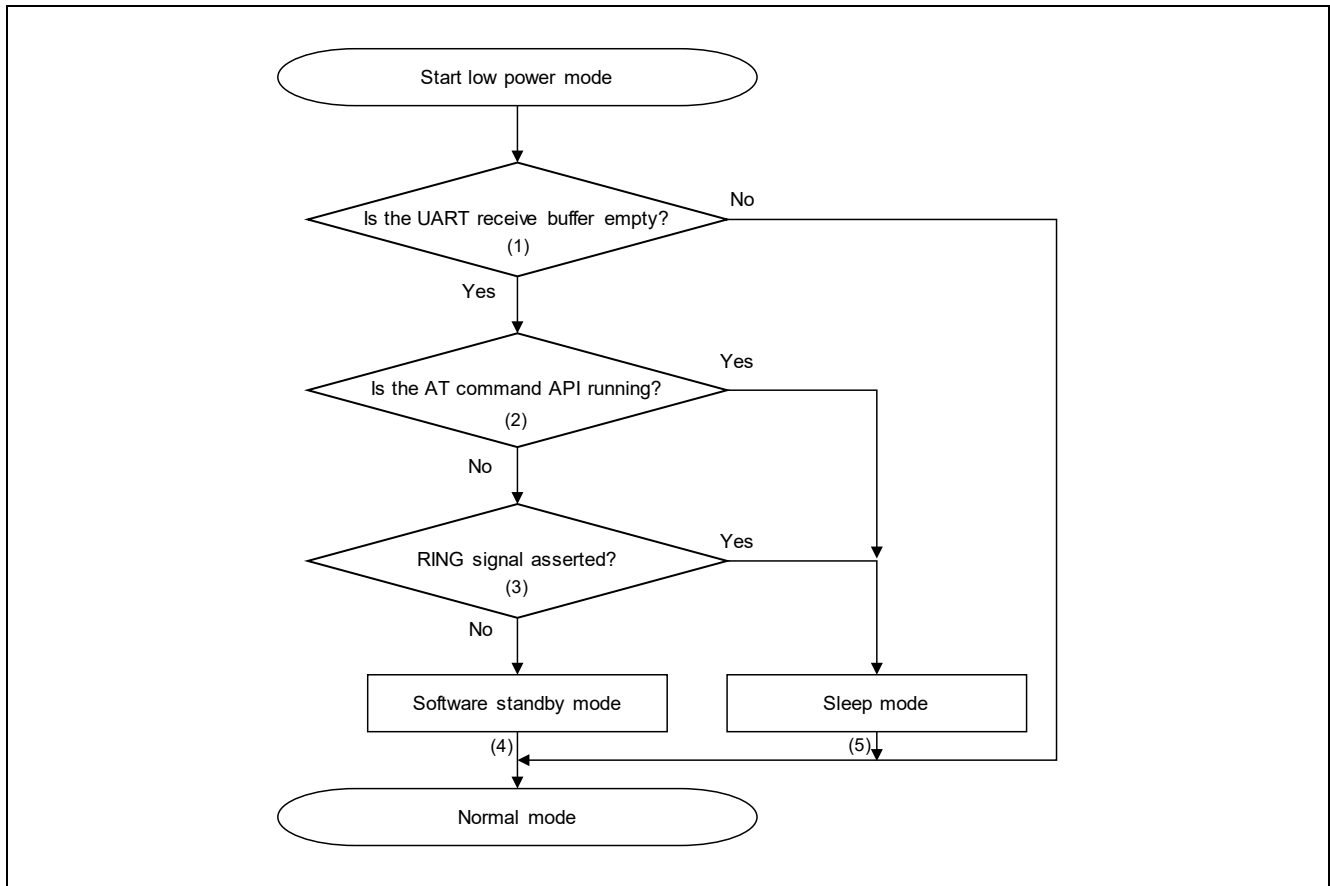 Start low power mode
No
Is the UART receive buffer empty?
(1)
Yes
Yes
Is the AT command API running?
(2)
No
Yes
RING signal asserted?
(3)
No
Software standby mode
Sleep mode
(4)
(5)
Normal mode